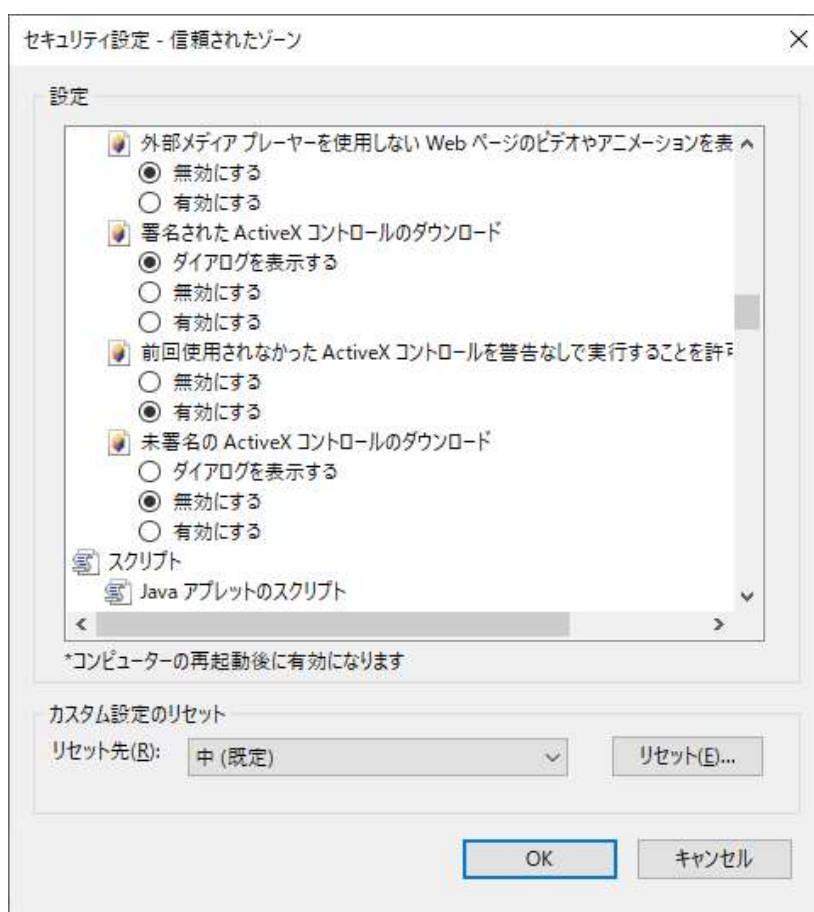 セキュリティ設定 - 信頼されたゾーン
設定
外部メディア プレーヤーを使用しない Web ページのビデオやアニメーションを表
無効にする
有効にする
署名された ActiveX コントロールのダウンロード
ダイアログを表示する
無効にする
有効にする
前回使用されなかった ActiveX コントロールを警告なしで実行することを許可
無効にする
有効にする
未署名の ActiveX コントロールのダウンロード
ダイアログを表示する
無効にする
有効にする
スクリプト
Java アプレットのスクリプト
*コンピューターの再起動後に有効になります
カスタム設定のリセット
リセット先(R):
中 (既定)
リセット(E)...
OK
キャンセル